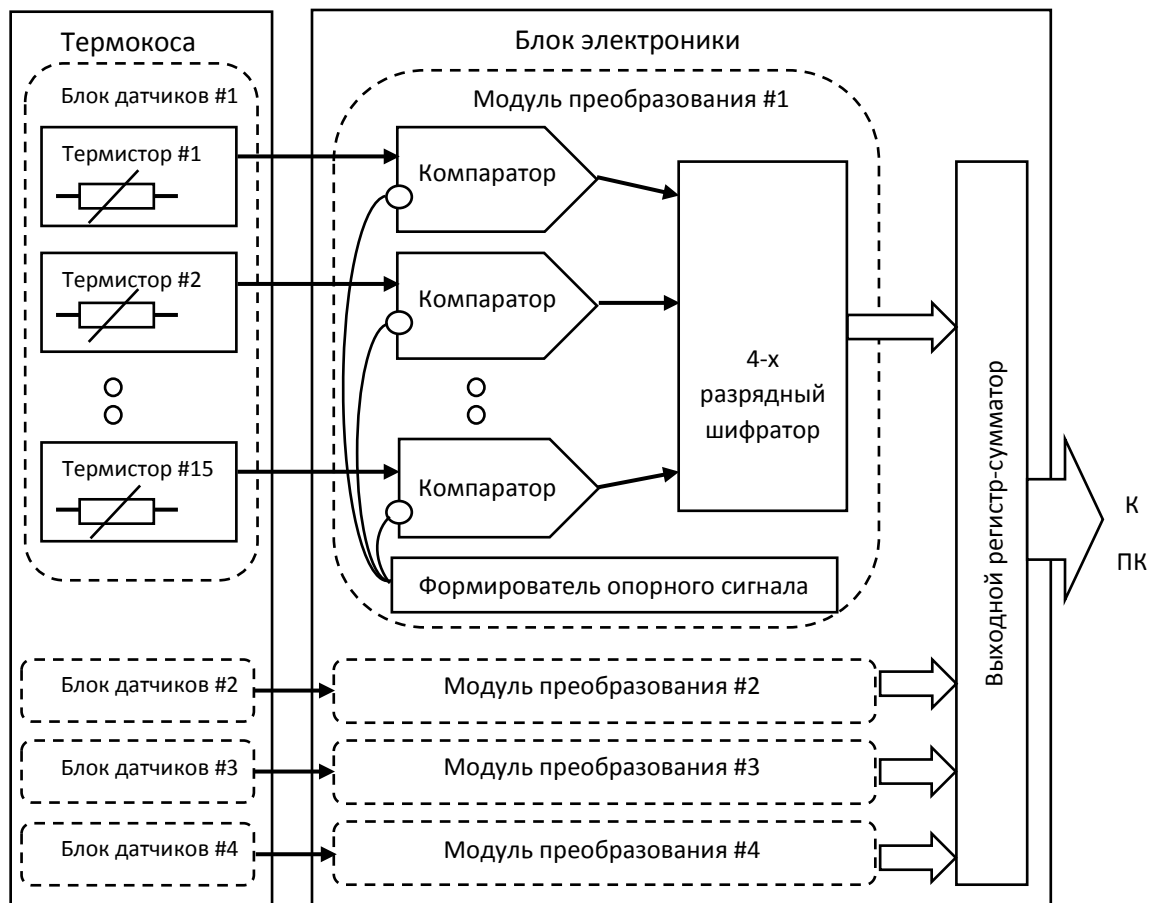 Термокоса
Блок датчиков #1
Термистор #1
Термистор #2
Термистор #15
Блок датчиков #2
Блок датчиков #3
Блок датчиков #4
Блок электроники
Модуль преобразования #1
Компаратор
Компаратор
Компаратор
4-х
разрядный
шифратор
Формирователь опорного сигнала
Модуль преобразования #2
Модуль преобразования #3
Модуль преобразования #4
Выходной регистр-сумматор
К
ПК